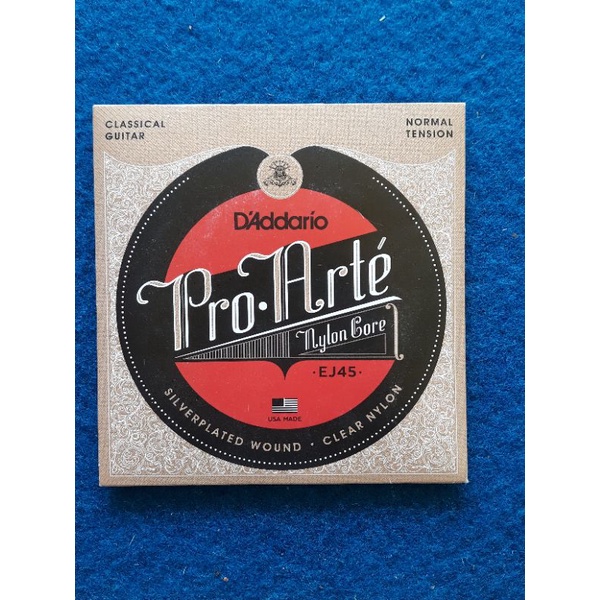 CLASSICAL
GUITAR
NORMAL
TENSION
D'Addario
Pro·Arté
Nylon Core
·EJ45·
USA MADE
SILVERPLATED WOUND · CLEAR NYLON